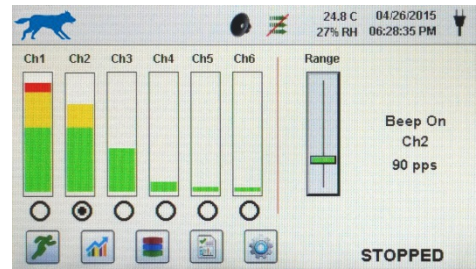 24.8 C 04/26/2015
27% RH 06:28:35 PM
Ch1 Ch2 Ch3 Ch4 Ch5 Ch6 Range
Beep On
Ch2
90 pps
STOPPED